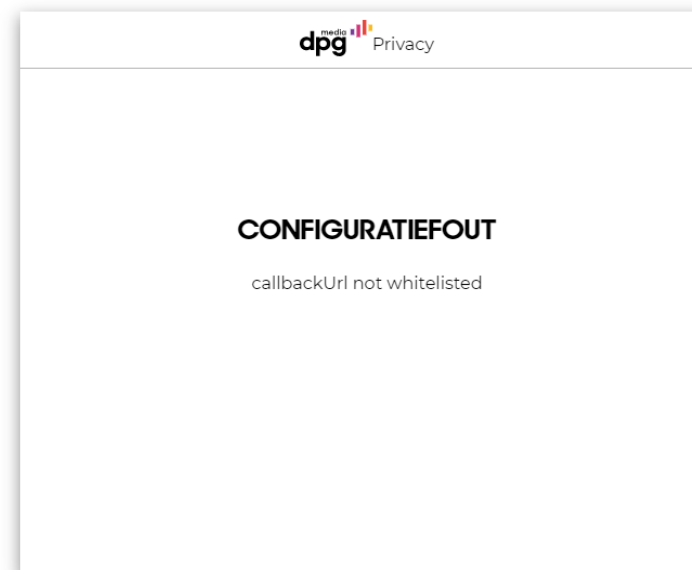 media
dpg Privacy
CONFIGURATIEFOUT
callbackUrl not whitelisted